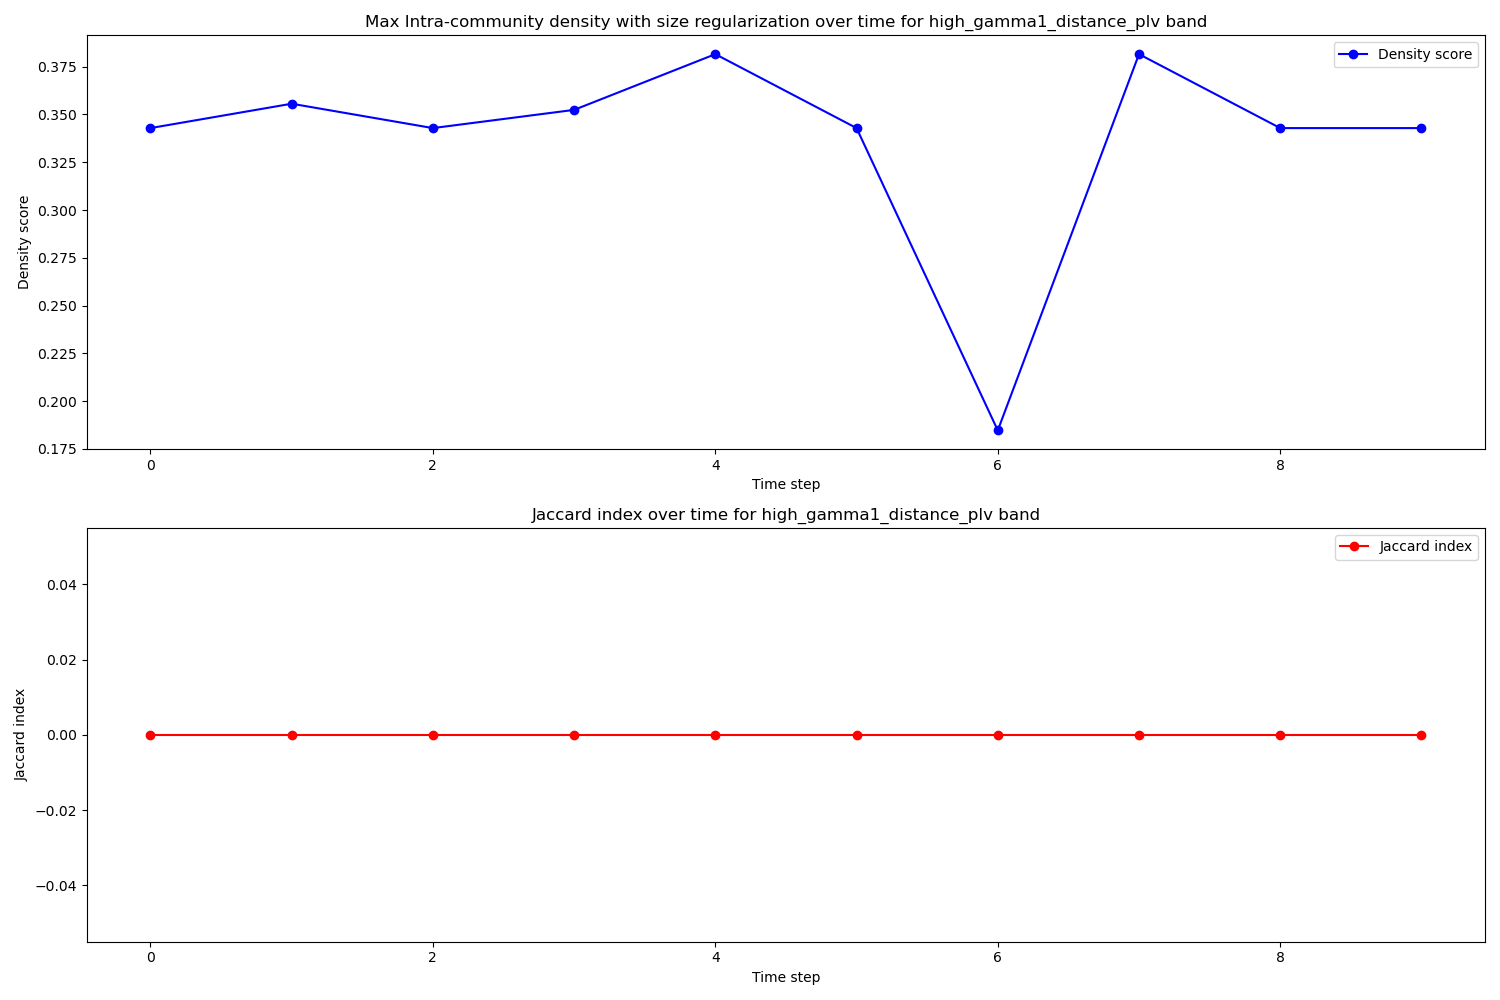 Max Intra-community density with size regularization over time for high_gamma1_distance_plv band
Density score
0.375
0.350
0.325
0.300
0.275
0.250
0.225
0.200
0.175
Density score
0 2 4 6 8
Time step
Jaccard index over time for high_gamma1_distance_plv band
Jaccard index
0.04
0.02
0.00
−0.02
−0.04
Jaccard index
0 2 4 6 8
Time step